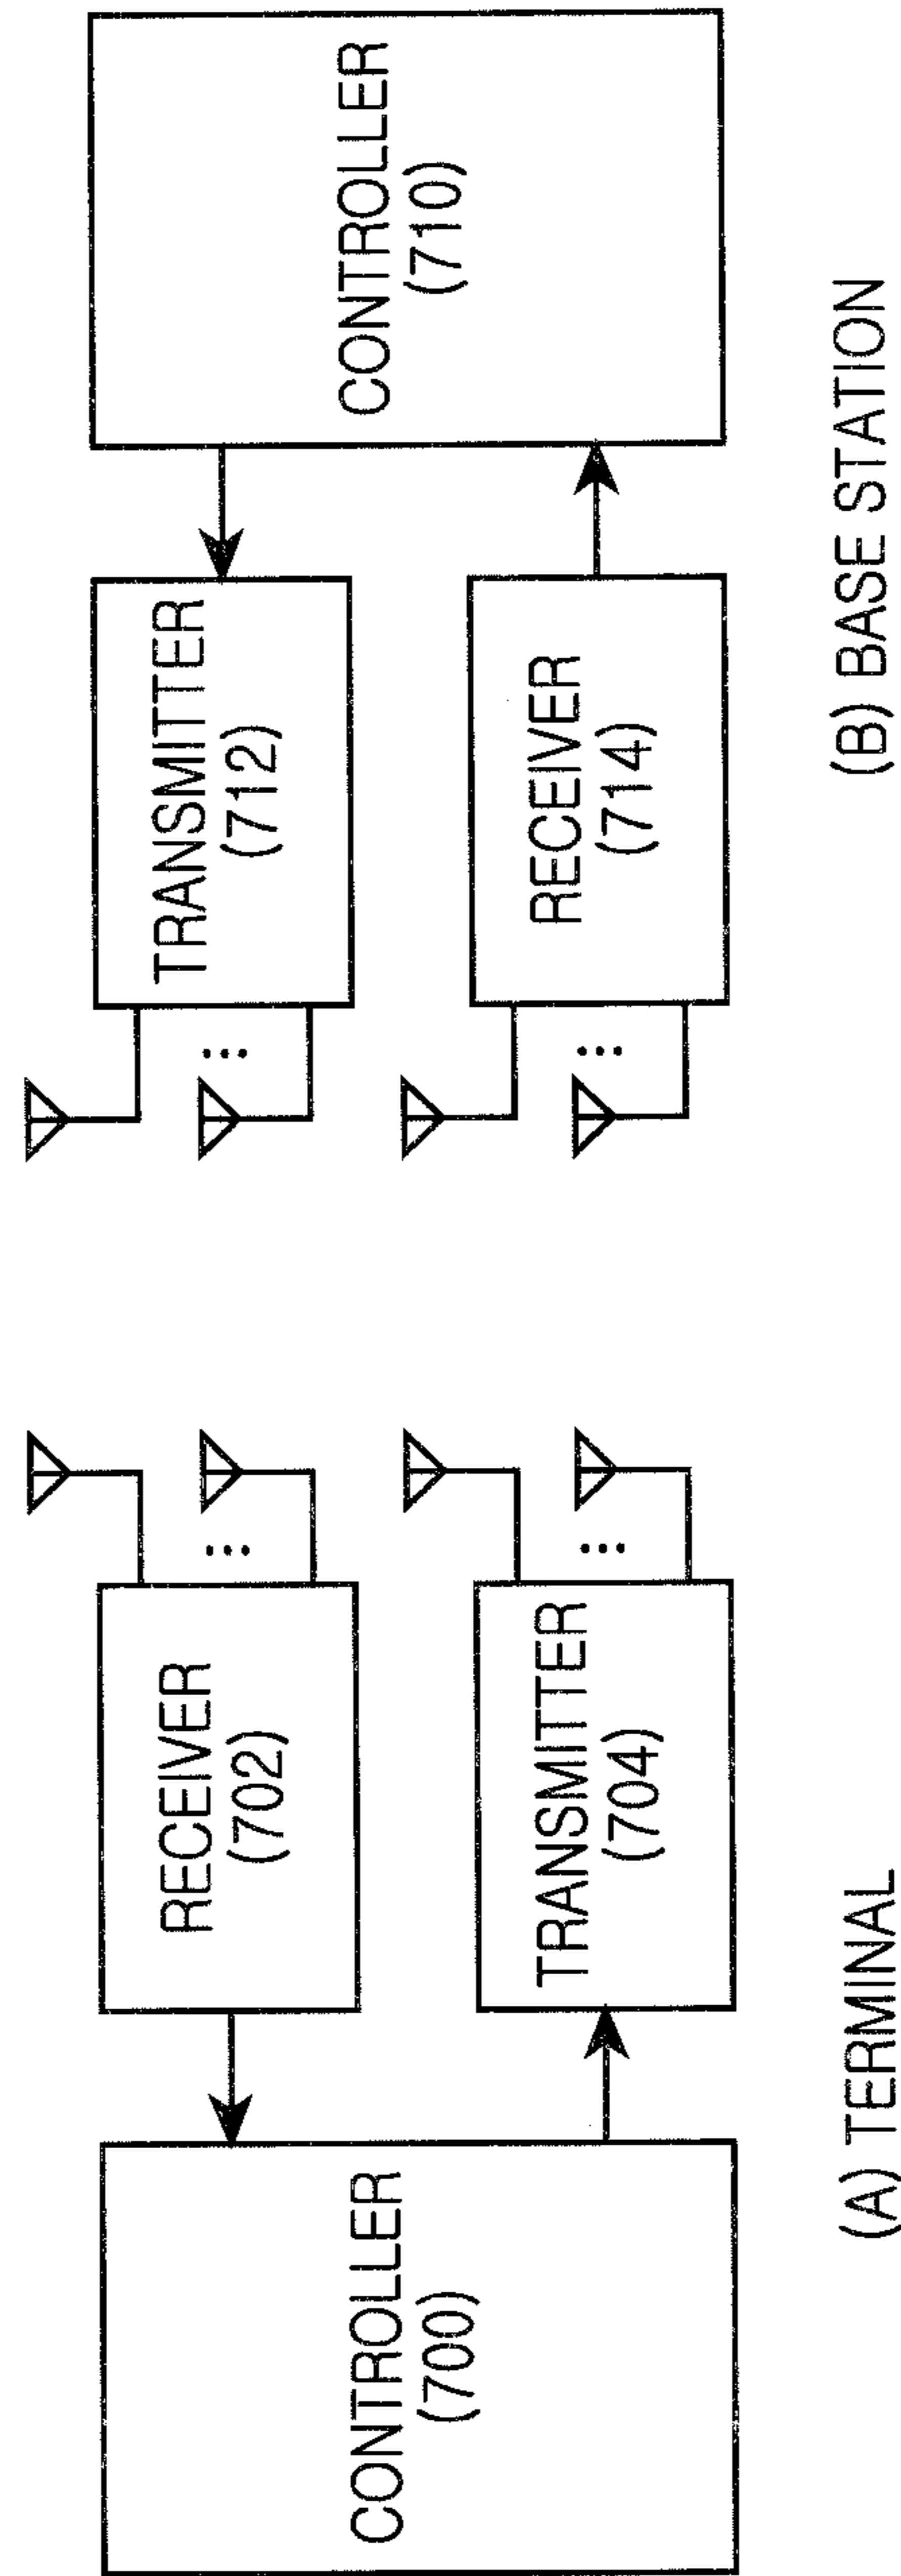 CONTROLLER
(700)
RECEIVER
(702)
TRANSMITTER
(704)
(A) TERMINAL
TRANSMITTER
(712)
RECEIVER
(714)
CONTROLLER
(710)
(B) BASE STATION